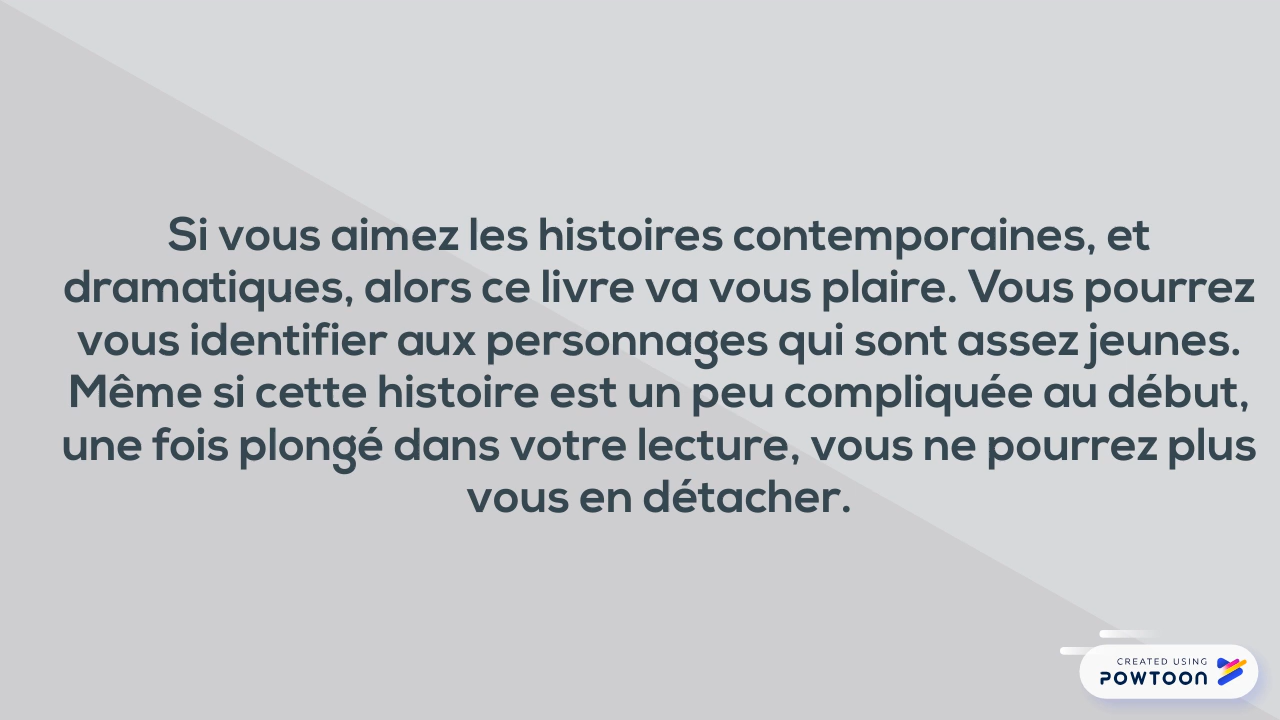 Si vous aimez les histoires contemporaines, et
dramatiques, alors ce livre va vous plaire. Vous pourrez
vous identifier aux personnages qui sont assez jeunes.
Même si cette histoire est un peu compliquée au début,
une fois plongé dans votre lecture, vous ne pourrez plus
vous en détacher.
CREATED USING
POWTOON